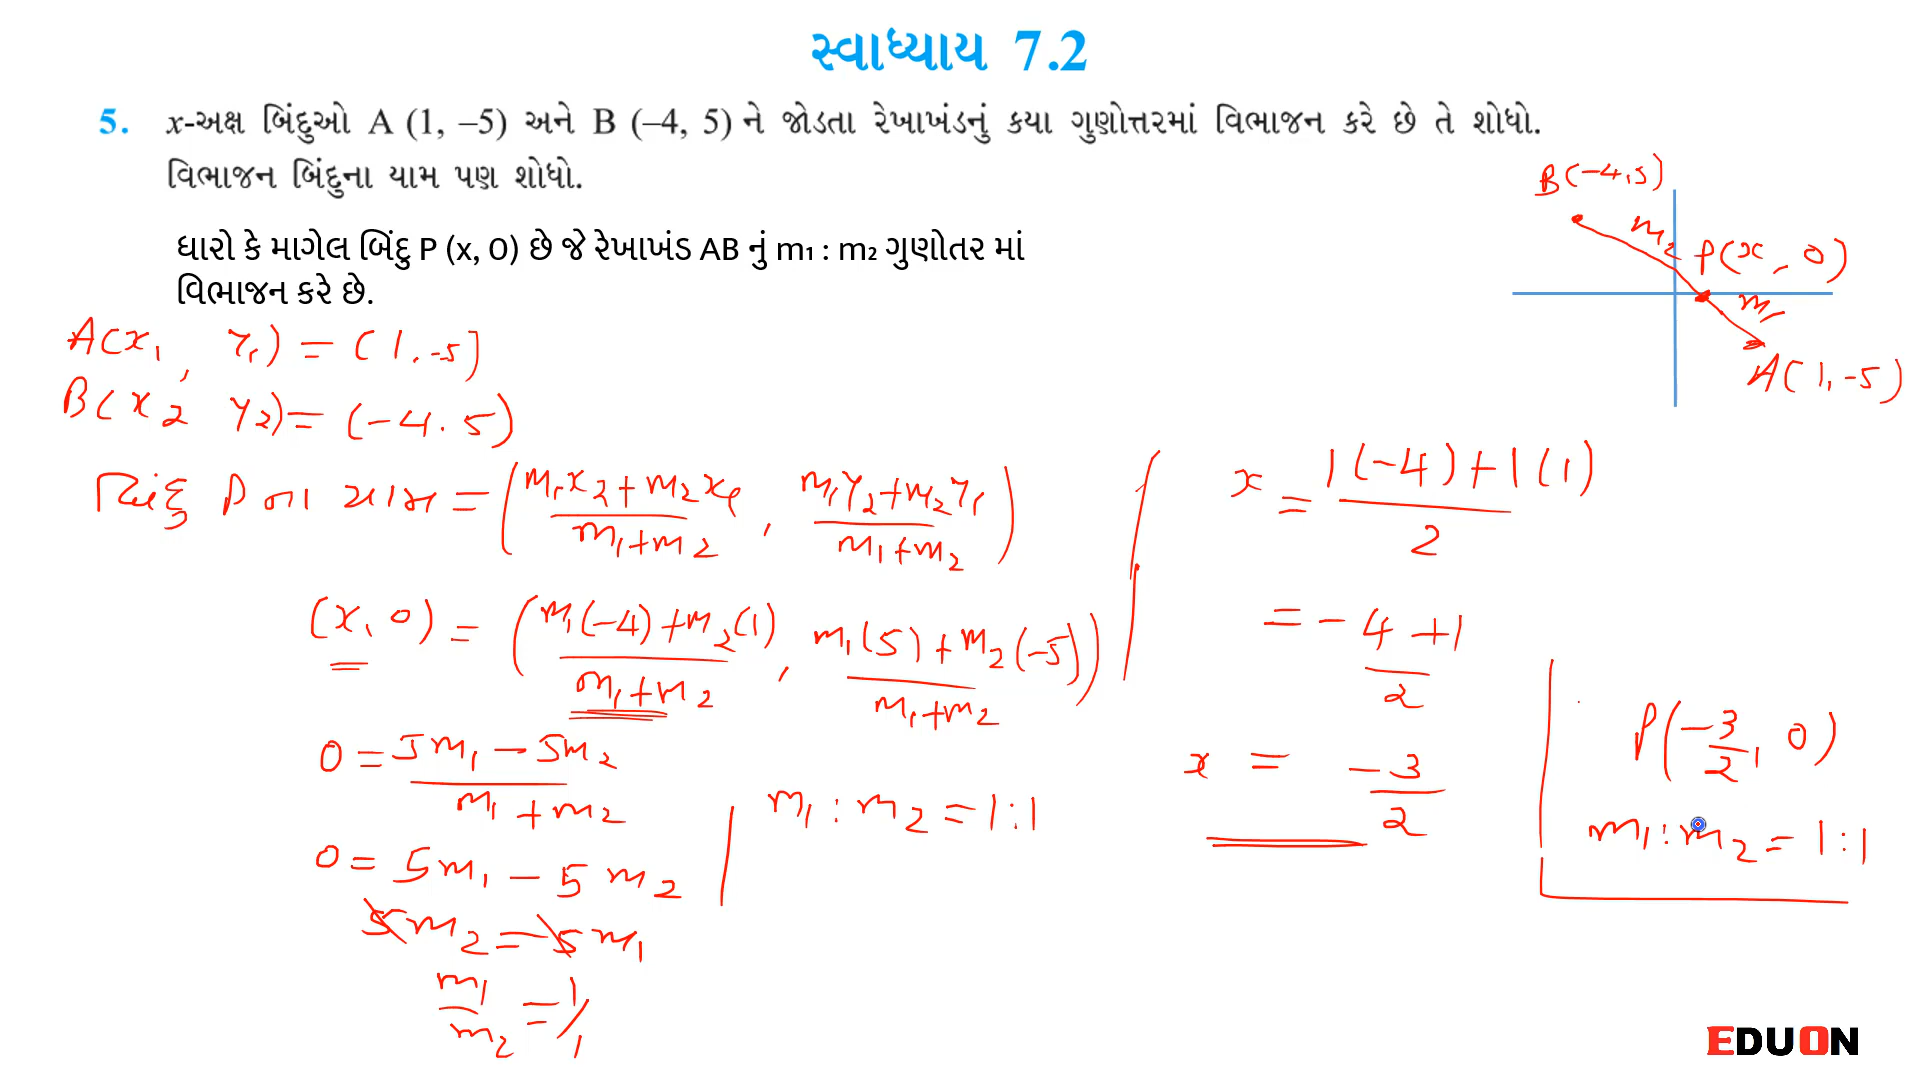 સ્વાધ્યાય 7.2
5. x-અક્ષ બિંદુઓ A (1, –5) અને B (–4, 5) ને જોડતા રેખાખંડનું કયા ગુણોત્તરમાં વિભાજન કરે છે તે શોધો.
વિભાજન બિંદુના યામ પણ શોધો.
ધારો કે માગેલ બિંદુ P (x, 0) છે જે રેખાખંડ AB નું m₁ : m₂ ગુણોતર માં
વિભાજન કરે છે.
B(-4,5)
m₂ P(x, 0)
m₁
A(1,-5)
A(x₁, y₁) = (1,-5)
B(x₂ y₂) = (-4.5)
બિંદુ P ના યામ = (m₁x₂+m₂x₁/m₁+m₂, m₁y₂+m₂y₁/m₁+m₂)
(x, 0) = (m₁(-4)+m₂(1)/m₁+m₂, m₁(5)+m₂(-5)/m₁+m₂)
0 = 5m₁ - 5m₂/m₁+m₂
0 = 5m₁ - 5m₂
5m₂ = 5m₁
m₁/m₂ = 1/1
m₁ : m₂ = 1:1
x = 1(-4)+1(1)/2
= -4+1/2
x = -3/2
P(-3/2, 0)
m₁:m₂ = 1:1
EDUON